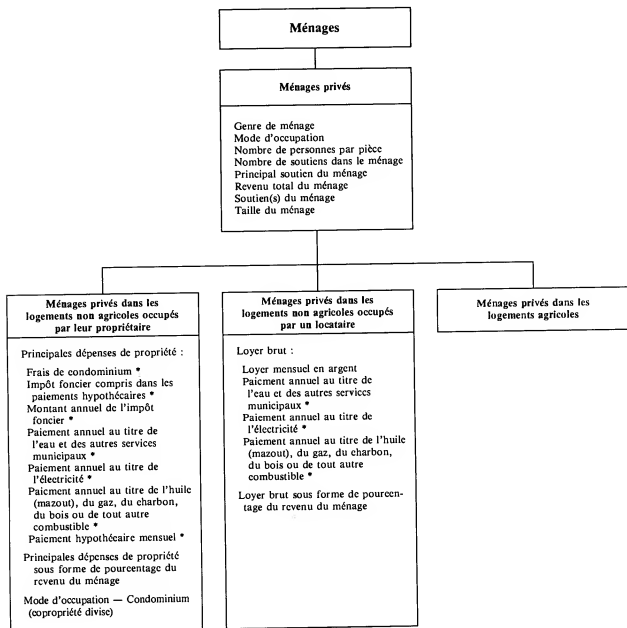 Ménages
Ménages privés
Genre de ménage
Mode d'occupation
Nombre de personnes par pièce
Nombre de soutiens dans le ménage
Principal soutien du ménage
Revenu total du ménage
Soutien(s) du ménage
Taille du ménage
Ménages privés dans les
logements non agricoles occupés
par leur propriétaire
Principales dépenses de propriété :
Frais de condominium *
Impôt foncier compris dans les
paiements hypothécaires *
Montant annuel de l'impôt
foncier *
Paiement annuel au titre de
l'eau et des autres services
municipaux *
Paiement annuel au titre de
l'électricité *
Paiement annuel au titre de l'huile
(mazout), du gaz, du charbon,
du bois ou de tout autre
combustible *
Paiement hypothécaire mensuel *
Principales dépenses de propriété
sous forme de pourcentage du
revenu du ménage
Mode d'occupation — Condominium
(copropriété divise)
Ménages privés dans les
logements non agricoles occupés
par un locataire
Loyer brut :
Loyer mensuel en argent
Paiement annuel au titre de
l'eau et des autres services
municipaux *
Paiement annuel au titre de
l'électricité *
Paiement annuel au titre de l'huile
(mazout), du gaz, du charbon,
du bois ou de tout autre
combustible *
Loyer brut sous forme de pourcen-
tage du revenu du ménage
Ménages privés dans les
logements agricoles